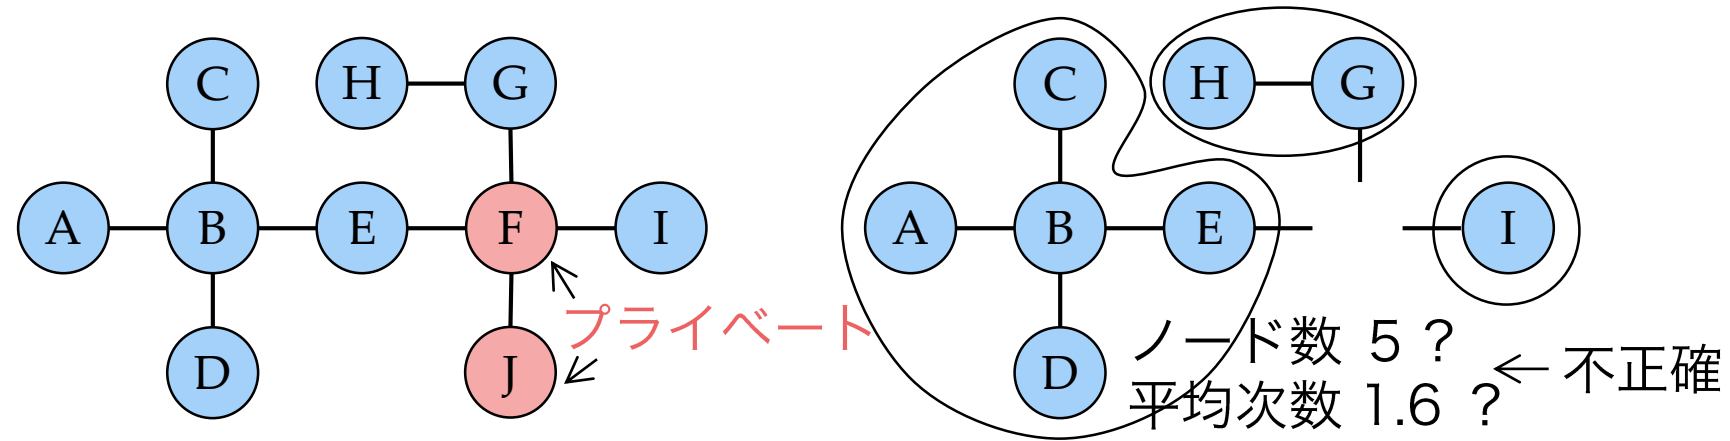 C H G
A B E F I
プライベート
D J
C H G
A B E I
D
ノード数 5 ？
平均次数 1.6 ？
不正確